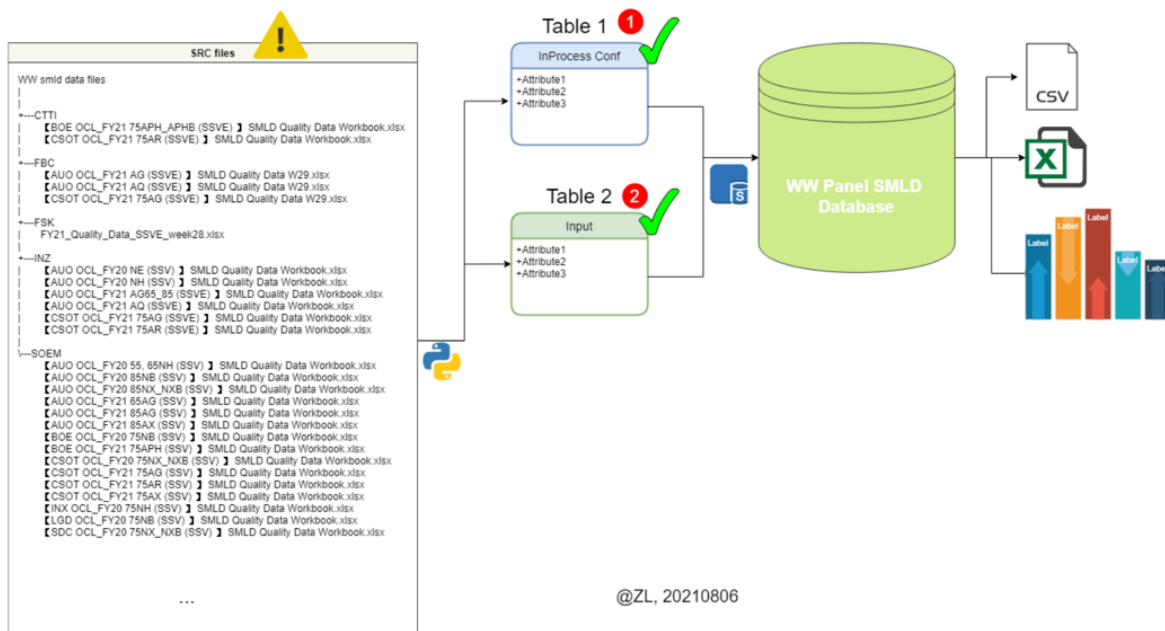 SRC files
WW smld data files
|
|
+---CTTI
|	【BOE OCL_FY21 75APH_APHB (SSVE) 】 SMLD Quality Data Workbook.xlsx
|	【CSOT OCL_FY21 75AR (SSVE) 】 SMLD Quality Data Workbook.xlsx
|
+---FBC
|	【AUO OCL_FY21 AG (SSVE) 】 SMLD Quality Data W29.xlsx
|	【AUO OCL_FY21 AQ (SSVE) 】 SMLD Quality Data W29.xlsx
|	【CSOT OCL_FY21 75AG (SSVE) 】 SMLD Quality Data W29.xlsx
|
+---FSK
|	FY21_Quality_Data_SSVE_week28.xlsx
|
+---INZ
|	【AUO OCL_FY20 NE (SSV) 】 SMLD Quality Data Workbook.xlsx
|	【AUO OCL_FY20 NH (SSV) 】 SMLD Quality Data Workbook.xlsx
|	【AUO OCL_FY21 AG65_85 (SSVE) 】 SMLD Quality Data Workbook.xlsx
|	【AUO OCL_FY21 AQ (SSVE) 】 SMLD Quality Data Workbook.xlsx
|	【CSOT OCL_FY21 75AG (SSVE) 】 SMLD Quality Data Workbook.xlsx
|	【CSOT OCL_FY21 75AR (SSVE) 】 SMLD Quality Data Workbook.xlsx
|
\---SOEM
【AUO OCL_FY20 55, 65NH (SSV) 】 SMLD Quality Data Workbook.xlsx
【AUO OCL_FY20 85NB (SSV) 】 SMLD Quality Data Workbook.xlsx
【AUO OCL_FY20 85NX_NXB (SSV) 】 SMLD Quality Data Workbook.xlsx
【AUO OCL_FY21 65AG (SSV) 】 SMLD Quality Data Workbook.xlsx
【AUO OCL_FY21 85AG (SSV) 】 SMLD Quality Data Workbook.xlsx
【AUO OCL_FY21 85AX (SSV) 】 SMLD Quality Data Workbook.xlsx
【BOE OCL_FY20 75NB (SSV) 】 SMLD Quality Data Workbook.xlsx
【BOE OCL_FY21 75APH (SSV) 】 SMLD Quality Data Workbook.xlsx
【CSOT OCL_FY20 75NX_NXB (SSV) 】 SMLD Quality Data Workbook.xlsx
【CSOT OCL_FY21 75AG (SSV) 】 SMLD Quality Data Workbook.xlsx
【CSOT OCL_FY21 75AR (SSV) 】 SMLD Quality Data Workbook.xlsx
【CSOT OCL_FY21 75AX (SSV) 】 SMLD Quality Data Workbook.xlsx
【INX OCL_FY20 75NH (SSV) 】 SMLD Quality Data Workbook.xlsx
【LGD OCL_FY20 75NB (SSV) 】 SMLD Quality Data Workbook.xlsx
【SDC OCL_FY20 75NX_NXB (SSV) 】 SMLD Quality Data Workbook.xlsx
...
Table 1
1
InProcess Conf
+Attribute1
+Attribute2
+Attribute3
Table 2
2
Input
+Attribute1
+Attribute2
+Attribute3
S
WW Panel SMLD
Database
CSV
X
Label
Label
Label
Label
Label
@ZL, 20210806